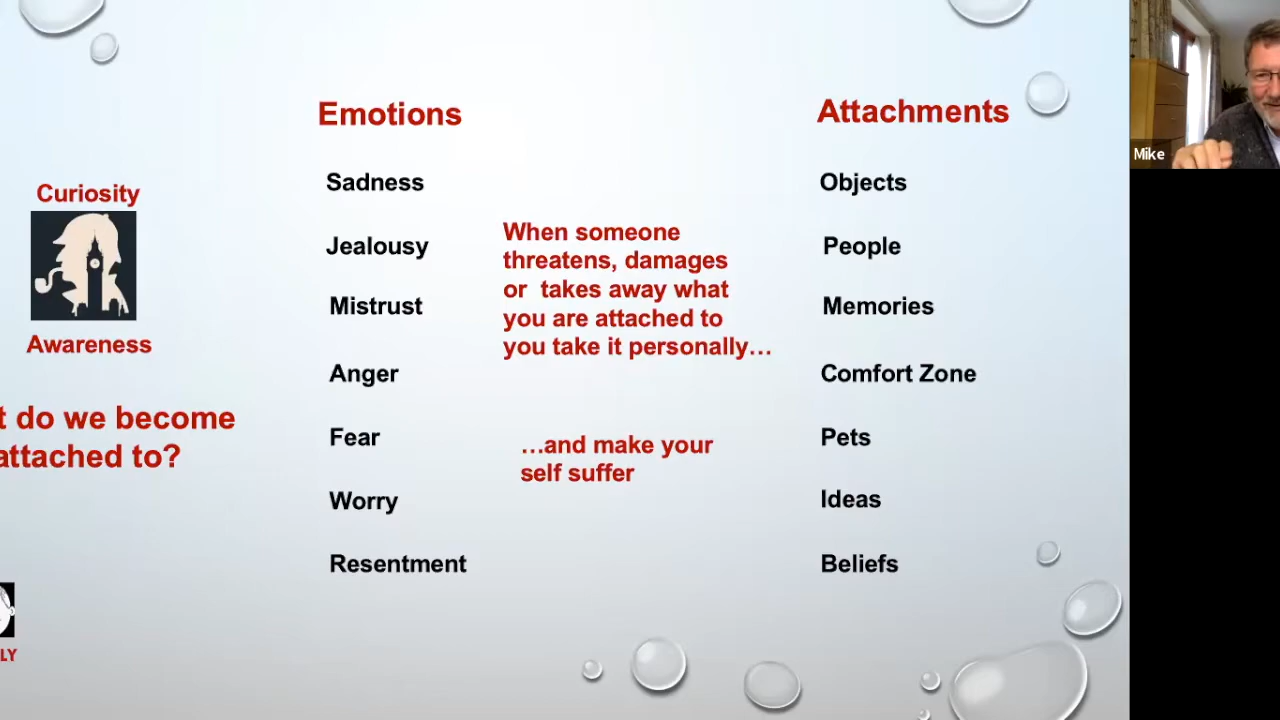 Emotions
Attachments
Mike
Curiosity
Awareness
t do we become
attached to?
LY
Sadness
Jealousy
Mistrust
Anger
Fear
Worry
Resentment
When someone
threatens, damages
or takes away what
you are attached to
you take it personally…
…and make your
self suffer
Objects
People
Memories
Comfort Zone
Pets
Ideas
Beliefs